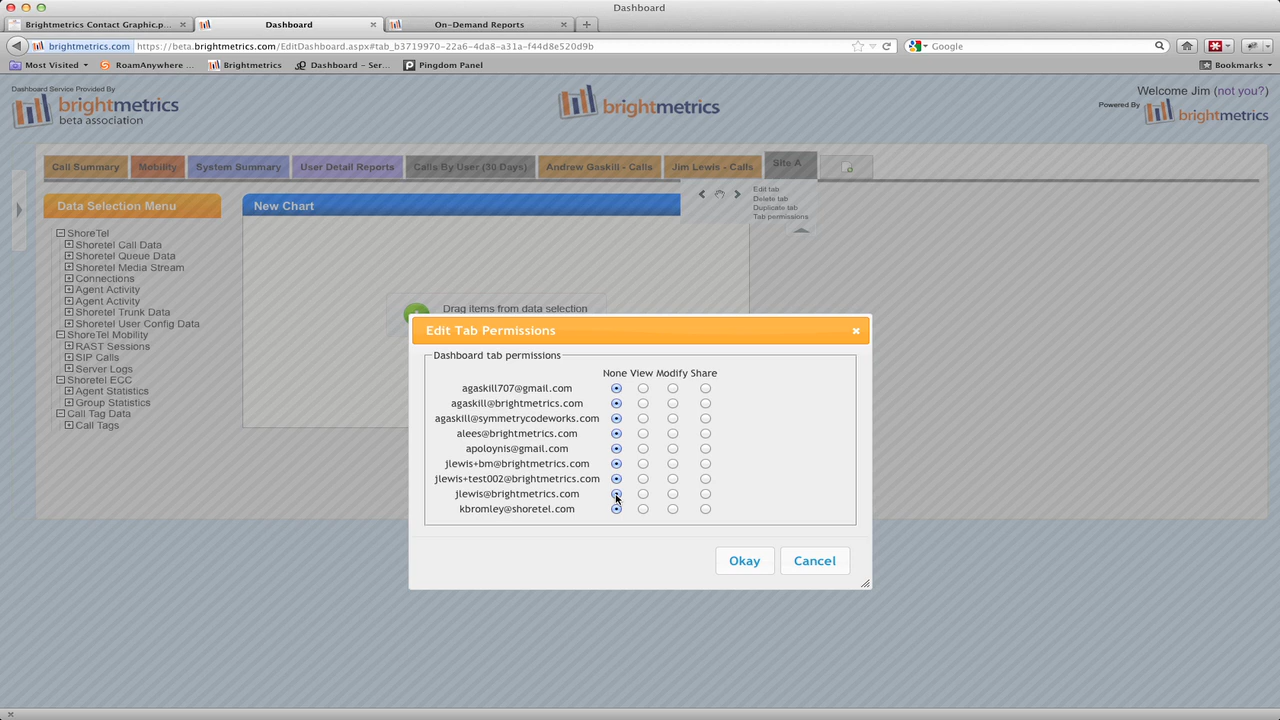 Dashboard
Brightmetrics Contact Graphic.p...
Dashboard
On-Demand Reports
brightmetrics.com
https://beta.brightmetrics.com/EditDashboard.aspx#tab_b3719970-22a6-4da8-a31a-f44d8e520d9b
Google
Most Visited
RoamAnywhere ...
Brightmetrics
Dashboard – Ser...
Pingdom Panel
Bookmarks
Dashboard Service Provided By
brightmetrics
beta association
brightmetrics
Welcome Jim (not you?)
Powered By
brightmetrics
Call Summary
Mobility
System Summary
User Detail Reports
Calls By User (30 Days)
Andrew Gaskill - Calls
Jim Lewis - Calls
Site A
Edit tab
Delete tab
Duplicate tab
Tab permissions
Data Selection Menu
New Chart
ShoreTel
Shoretel Call Data
Shoretel Queue Data
Shoretel Media Stream
Connections
Agent Activity
Agent Activity
Shoretel Trunk Data
Shoretel User Config Data
ShoreTel Mobility
RAST Sessions
SIP Calls
Server Logs
Shoretel ECC
Agent Statistics
Group Statistics
Call Tag Data
Call Tags
Drag items from data selection
Edit Tab Permissions
Dashboard tab permissions
None View Modify Share
agaskill707@gmail.com
agaskill@brightmetrics.com
agaskill@symmetrycodeworks.com
alees@brightmetrics.com
apoloynis@gmail.com
jlewis+bm@brightmetrics.com
jlewis+test002@brightmetrics.com
jlewis@brightmetrics.com
kbromley@shoretel.com
Okay
Cancel